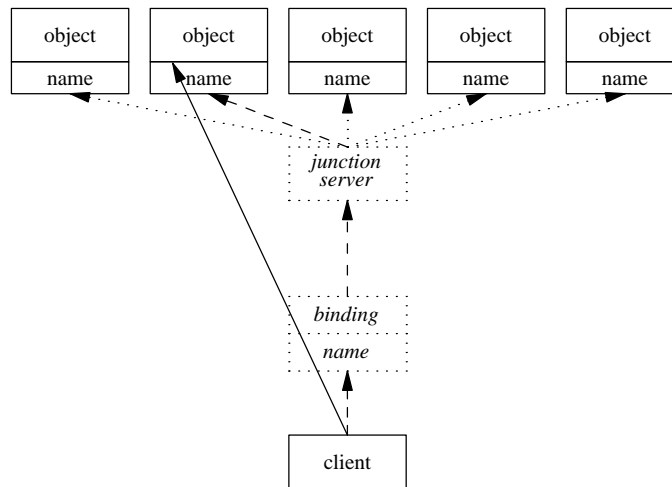 object object object object object
name name name name name
junction
server
binding
name
client